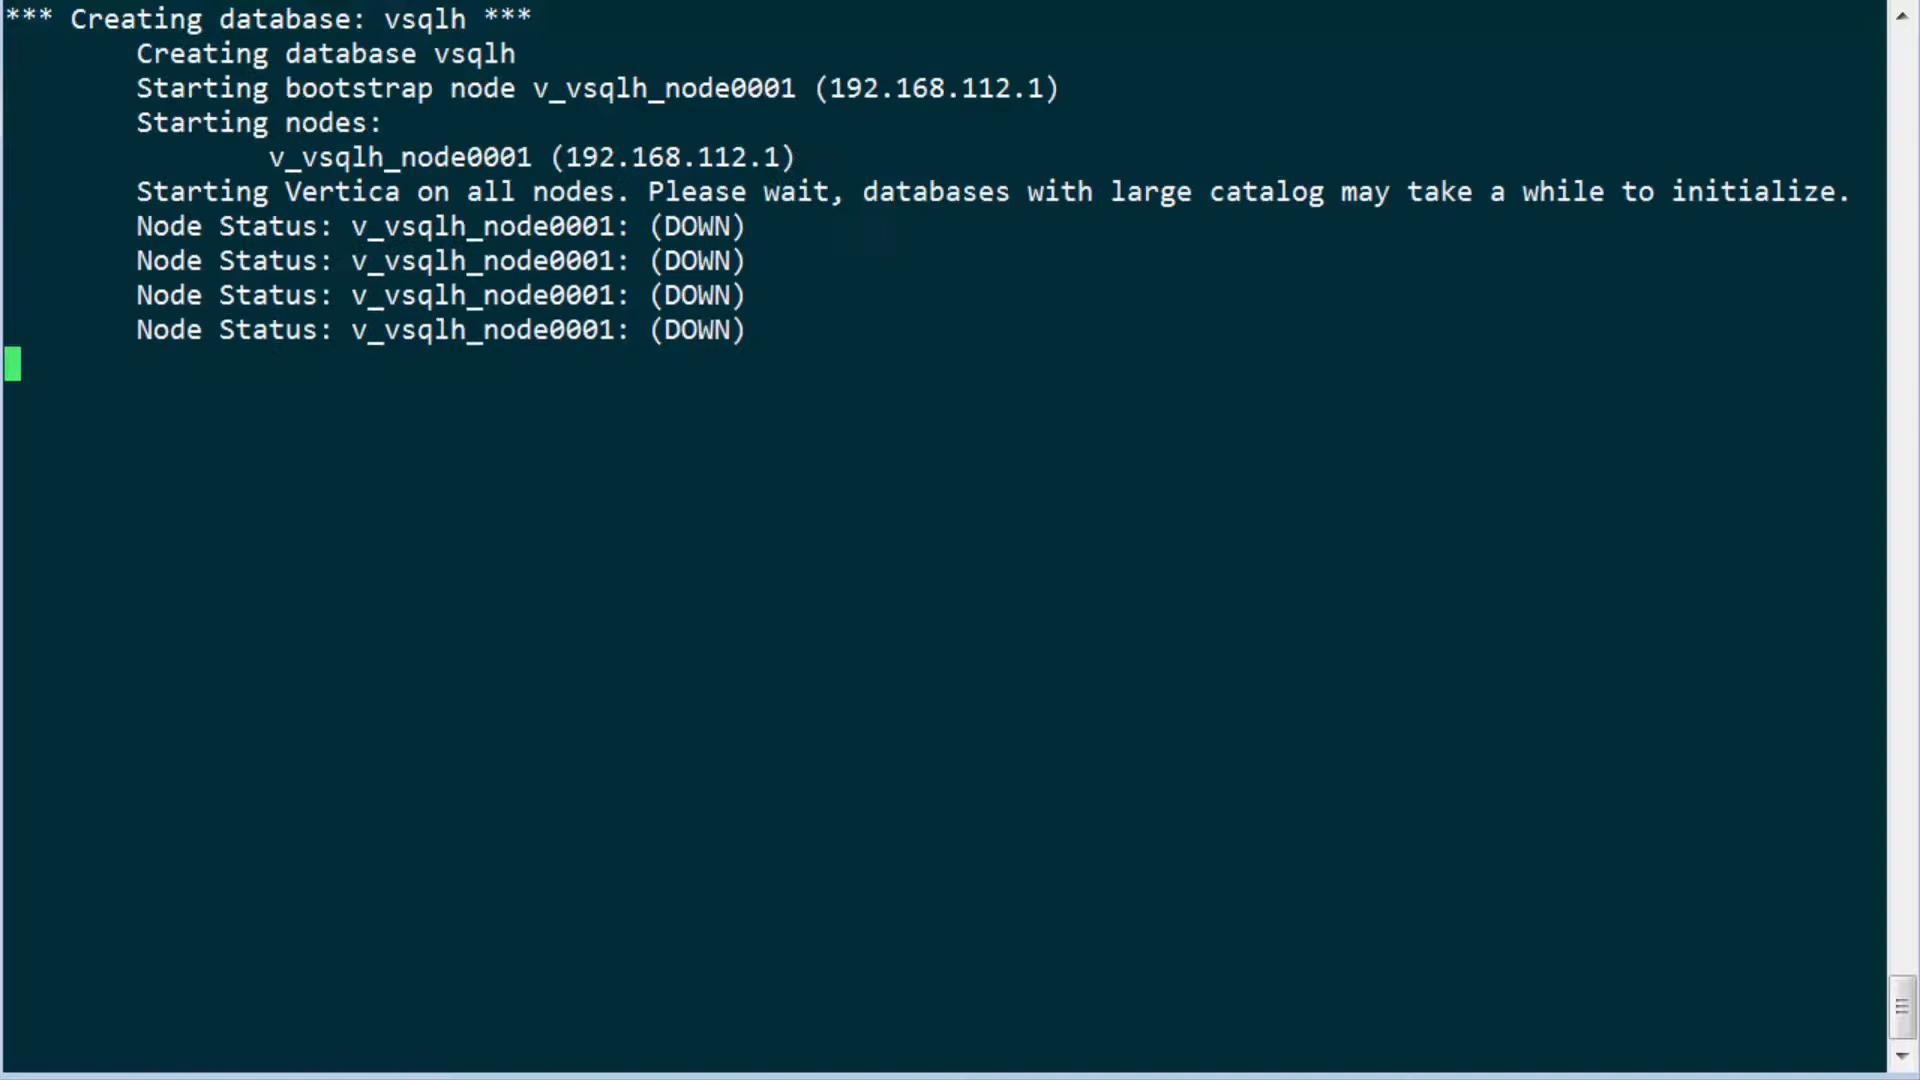 *** Creating database: vsqlh ***
Creating database vsqlh
Starting bootstrap node v_vsqlh_node0001 (192.168.112.1)
Starting nodes:
v_vsqlh_node0001 (192.168.112.1)
Starting Vertica on all nodes. Please wait, databases with large catalog may take a while to initialize.
Node Status: v_vsqlh_node0001: (DOWN)
Node Status: v_vsqlh_node0001: (DOWN)
Node Status: v_vsqlh_node0001: (DOWN)
Node Status: v_vsqlh_node0001: (DOWN)